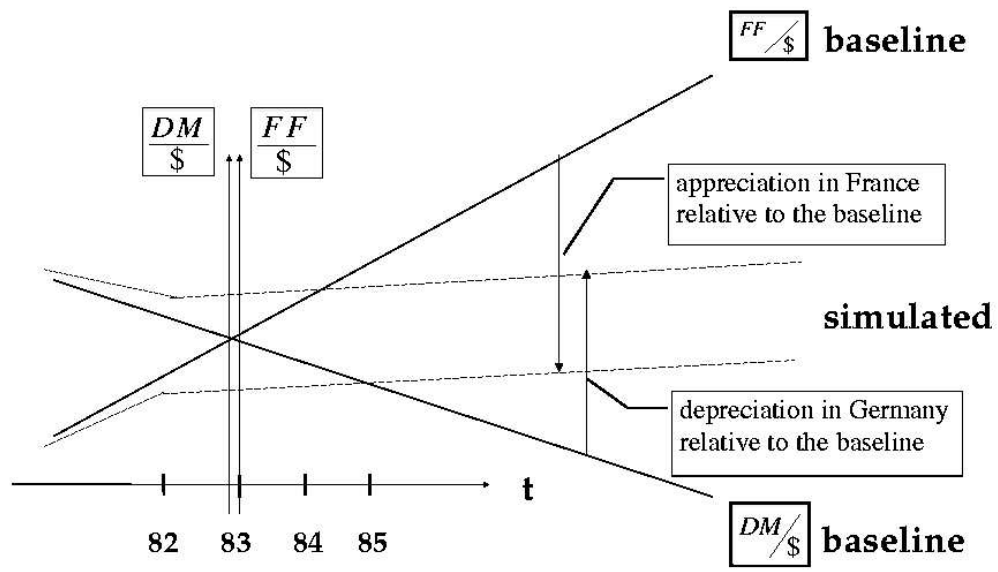 FF/$ baseline
DM/$
FF/$
appreciation in France
relative to the baseline
simulated
depreciation in Germany
relative to the baseline
t
82 83 84 85
DM/$ baseline